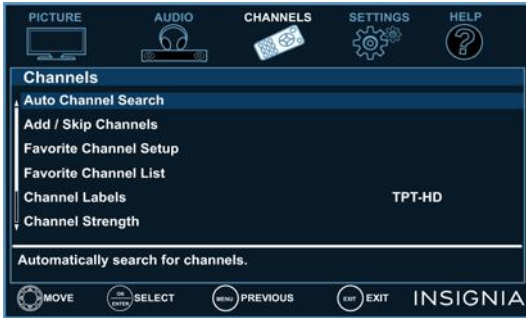 PICTURE AUDIO CHANNELS SETTINGS HELP
Channels
Auto Channel Search
Add / Skip Channels
Favorite Channel Setup
Favorite Channel List
Channel Labels TPT-HD
Channel Strength
Automatically search for channels.
MOVE OK ENTER SELECT MENU PREVIOUS EXIT EXIT INSIGNIA